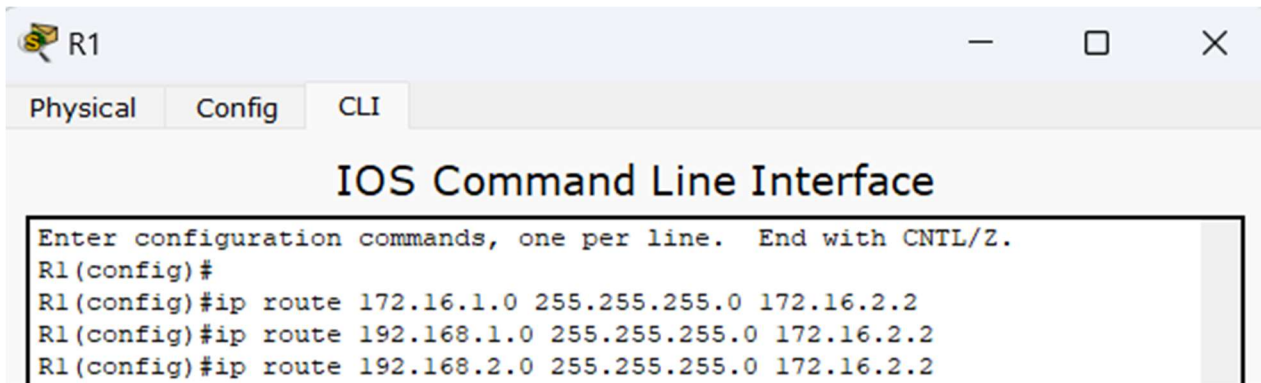 R1
Physical Config CLI
IOS Command Line Interface
Enter configuration commands, one per line.  End with CNTL/Z.
R1(config)#
R1(config)#ip route 172.16.1.0 255.255.255.0 172.16.2.2
R1(config)#ip route 192.168.1.0 255.255.255.0 172.16.2.2
R1(config)#ip route 192.168.2.0 255.255.255.0 172.16.2.2